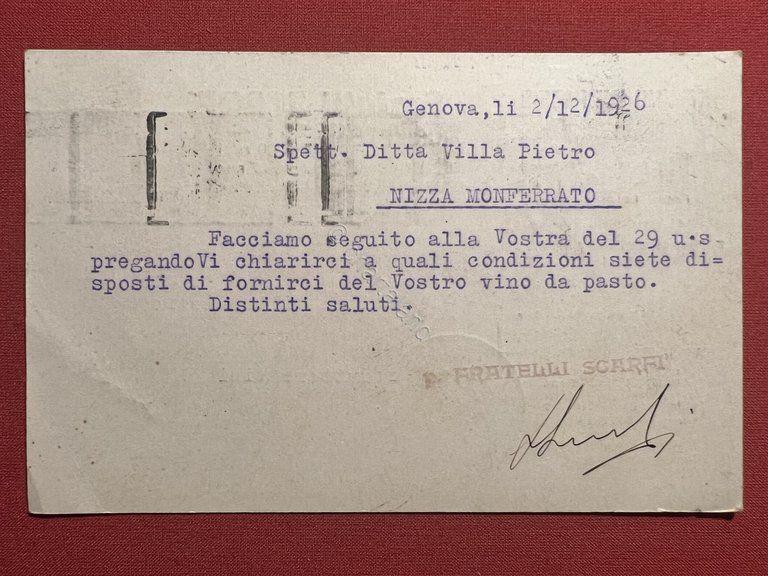 Genova, li 2/12/1926
Spett. Ditta Villa Pietro
NIZZA MONFERRATO
Facciamo seguito alla Vostra del 29 u.s
pregandoVi chiarirci a quali condizioni siete di=
sposti di fornirci del Vostro vino da pasto.
Distinti saluti.
FRATELLI SCARFI'